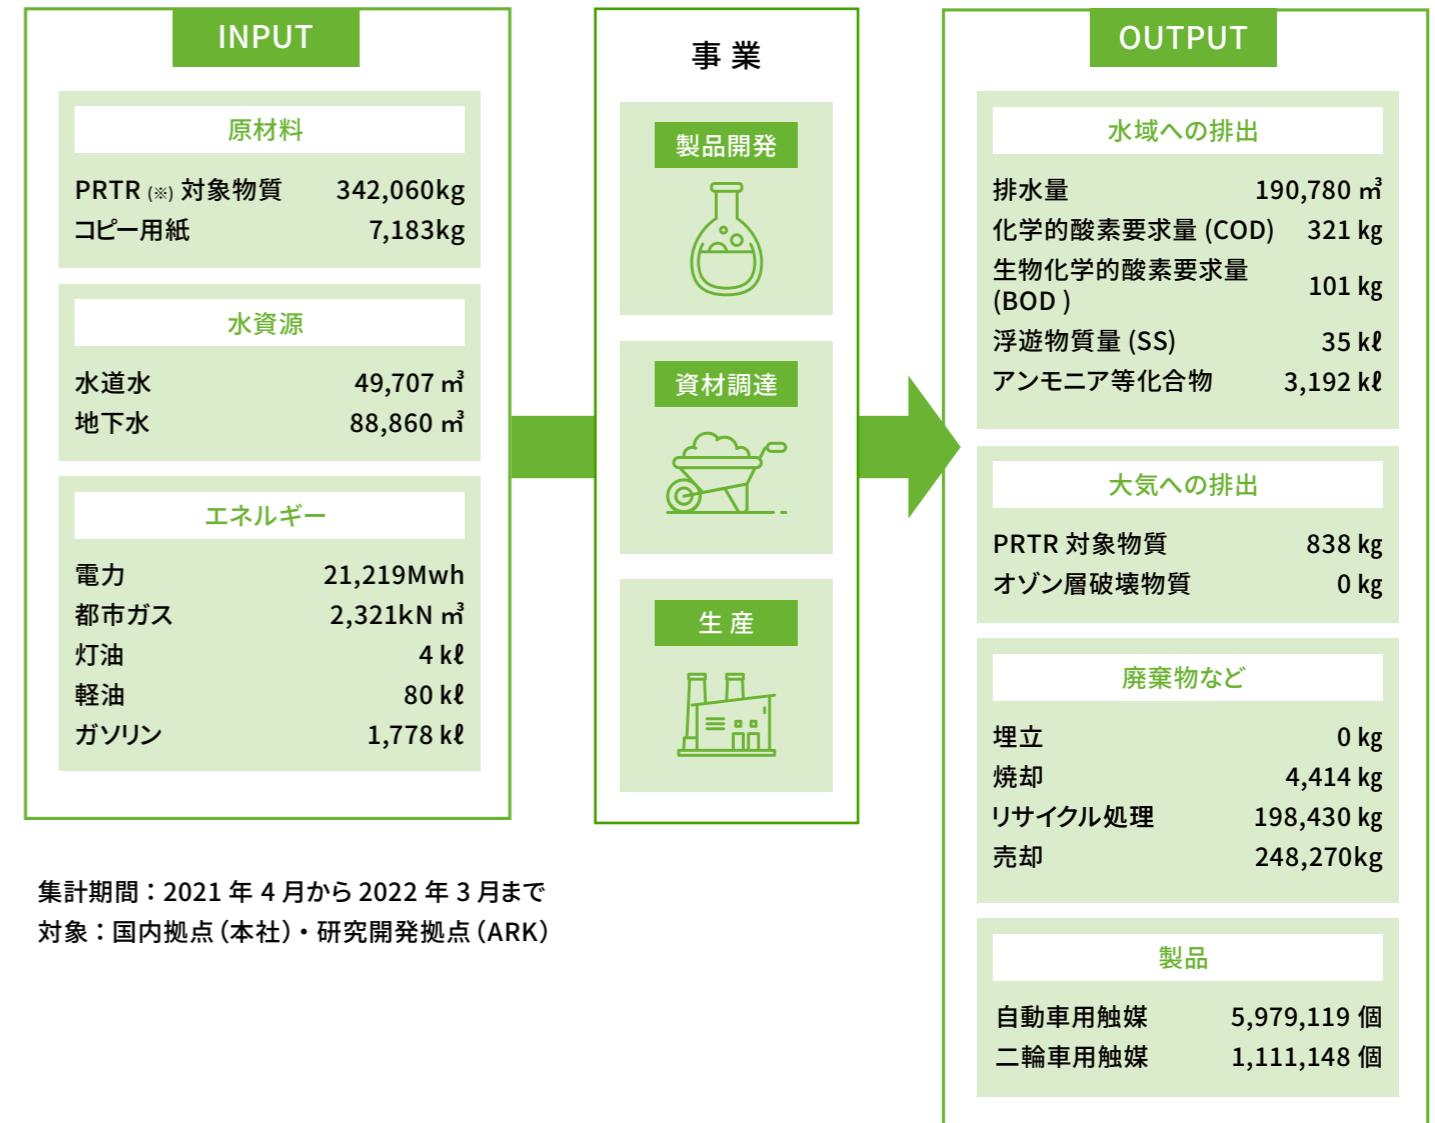 INPUT
原材料
PRTR (※) 対象物質 342,060kg
コピー用紙 7,183kg
水資源
水道水 49,707 ㎥
地下水 88,860 ㎥
エネルギー
電力 21,219Mwh
都市ガス 2,321kN ㎥
灯油 4 kℓ
軽油 80 kℓ
ガソリン 1,778 kℓ
事 業
製品開発
資材調達
生 産
OUTPUT
水域への排出
排水量 190,780 ㎥
化学的酸素要求量 (COD) 321 kg
生物化学的酸素要求量
(BOD ) 101 kg
浮遊物質量 (SS) 35 kℓ
アンモニア等化合物 3,192 kℓ
大気への排出
PRTR 対象物質 838 kg
オゾン層破壊物質 0 kg
廃棄物など
埋立 0 kg
焼却 4,414 kg
リサイクル処理 198,430 kg
売却 248,270kg
製品
自動車用触媒 5,979,119 個
二輪車用触媒 1,111,148 個
集計期間：2021 年 4 月から 2022 年 3 月まで
対象：国内拠点（本社）・研究開発拠点（ARK）